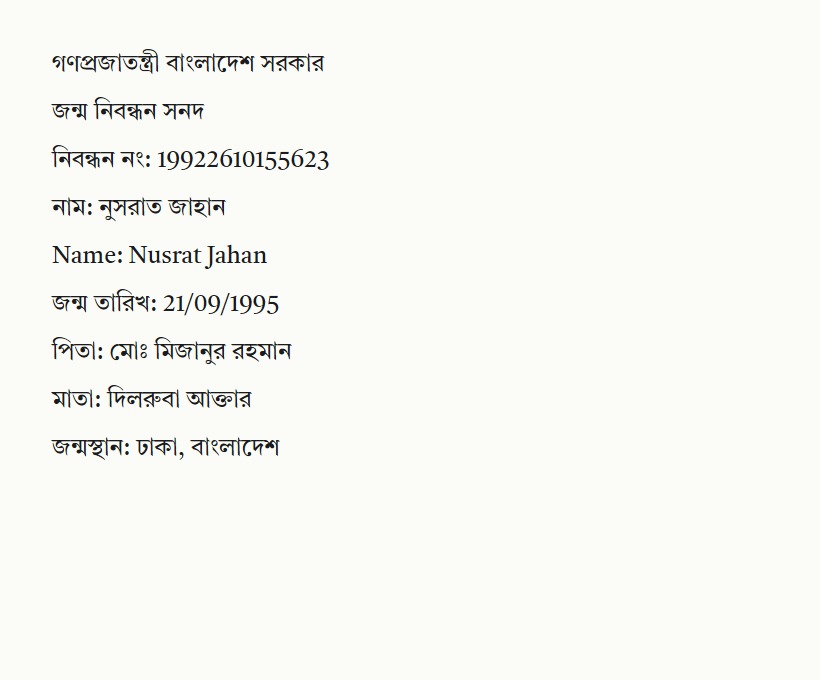 গণপ্রজাতন্ত্রী বাংলাদেশ সরকার
জন্ম নিবন্ধন সনদ
নিবন্ধন নং: 19922610155623
নাম: নুসরাত জাহান
Name: Nusrat Jahan
জন্ম তারিখ: 21/09/1995
পিতা: মোঃ মিজানুর রহমান
মাতা: দিলরুবা আক্তার
জন্মস্থান: ঢাকা, বাংলাদেশ